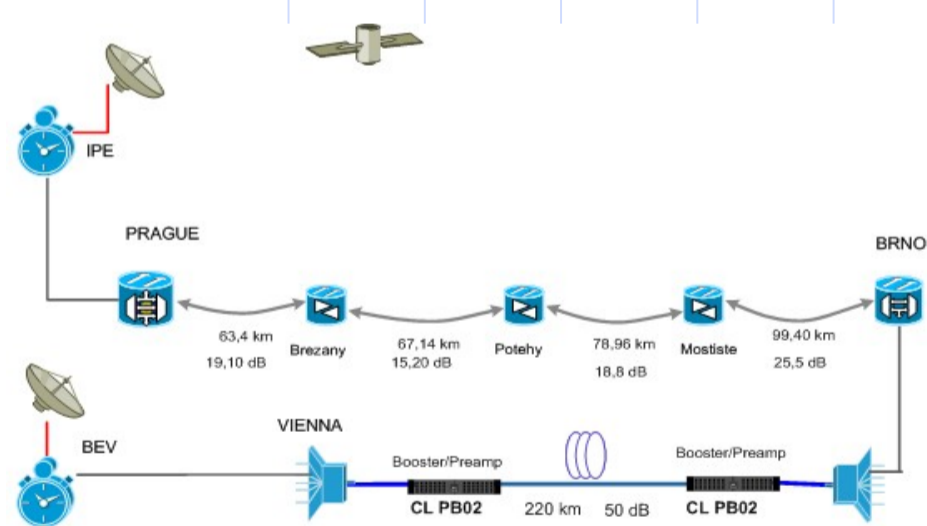 IPE
PRAGUE
BRNO
63,4 km
19,10 dB
Brezany
67,14 km
15,20 dB
Potehy
78,96 km
18,8 dB
Mostiste
99,40 km
25,5 dB
BEV
VIENNA
Booster/Preamp
CL PB02
220 km 50 dB
Booster/Preamp
CL PB02